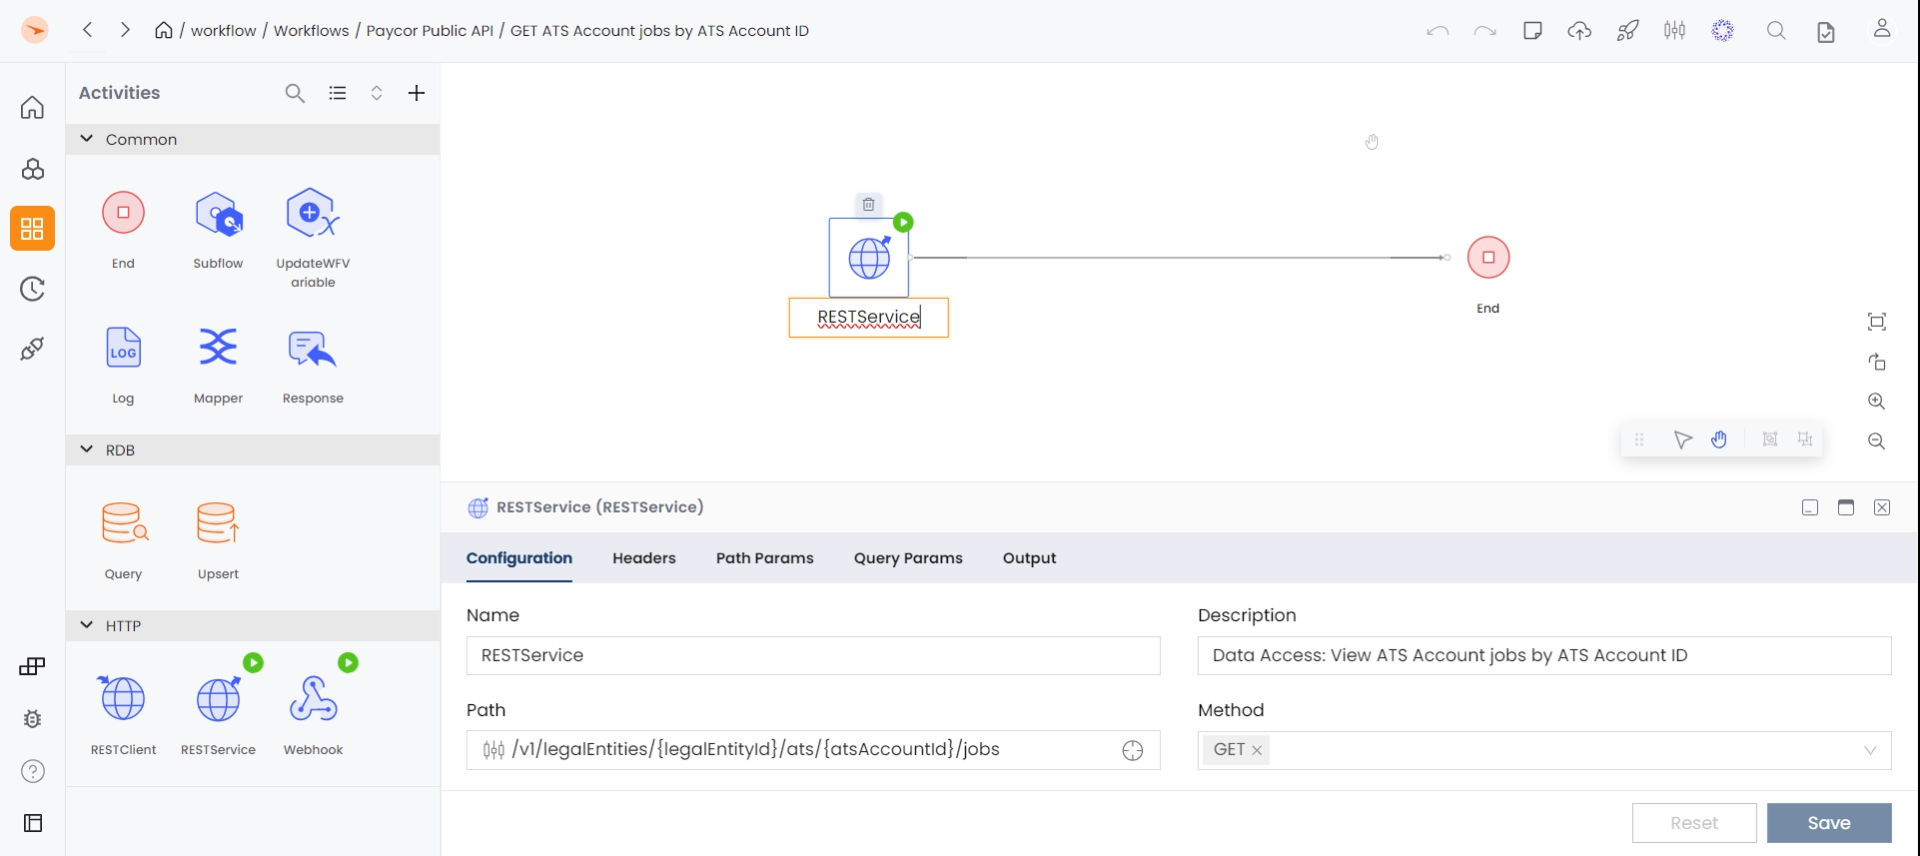 / workflow / Workflows / Paycor Public API / GET ATS Account jobs by ATS Account ID
Activities
Common
End
Subflow
UpdateWFV
ariable
LOG
Log
Mapper
Response
RDB
Query
Upsert
HTTP
RESTClient
RESTService
Webhook
RESTService
End
RESTService (RESTService)
Configuration
Headers
Path Params
Query Params
Output
Name
Description
RESTService
Data Access: View ATS Account jobs by ATS Account ID
Path
Method
/v1/legalEntities/{legalEntityId}/ats/{atsAccountId}/jobs
GET
Reset
Save